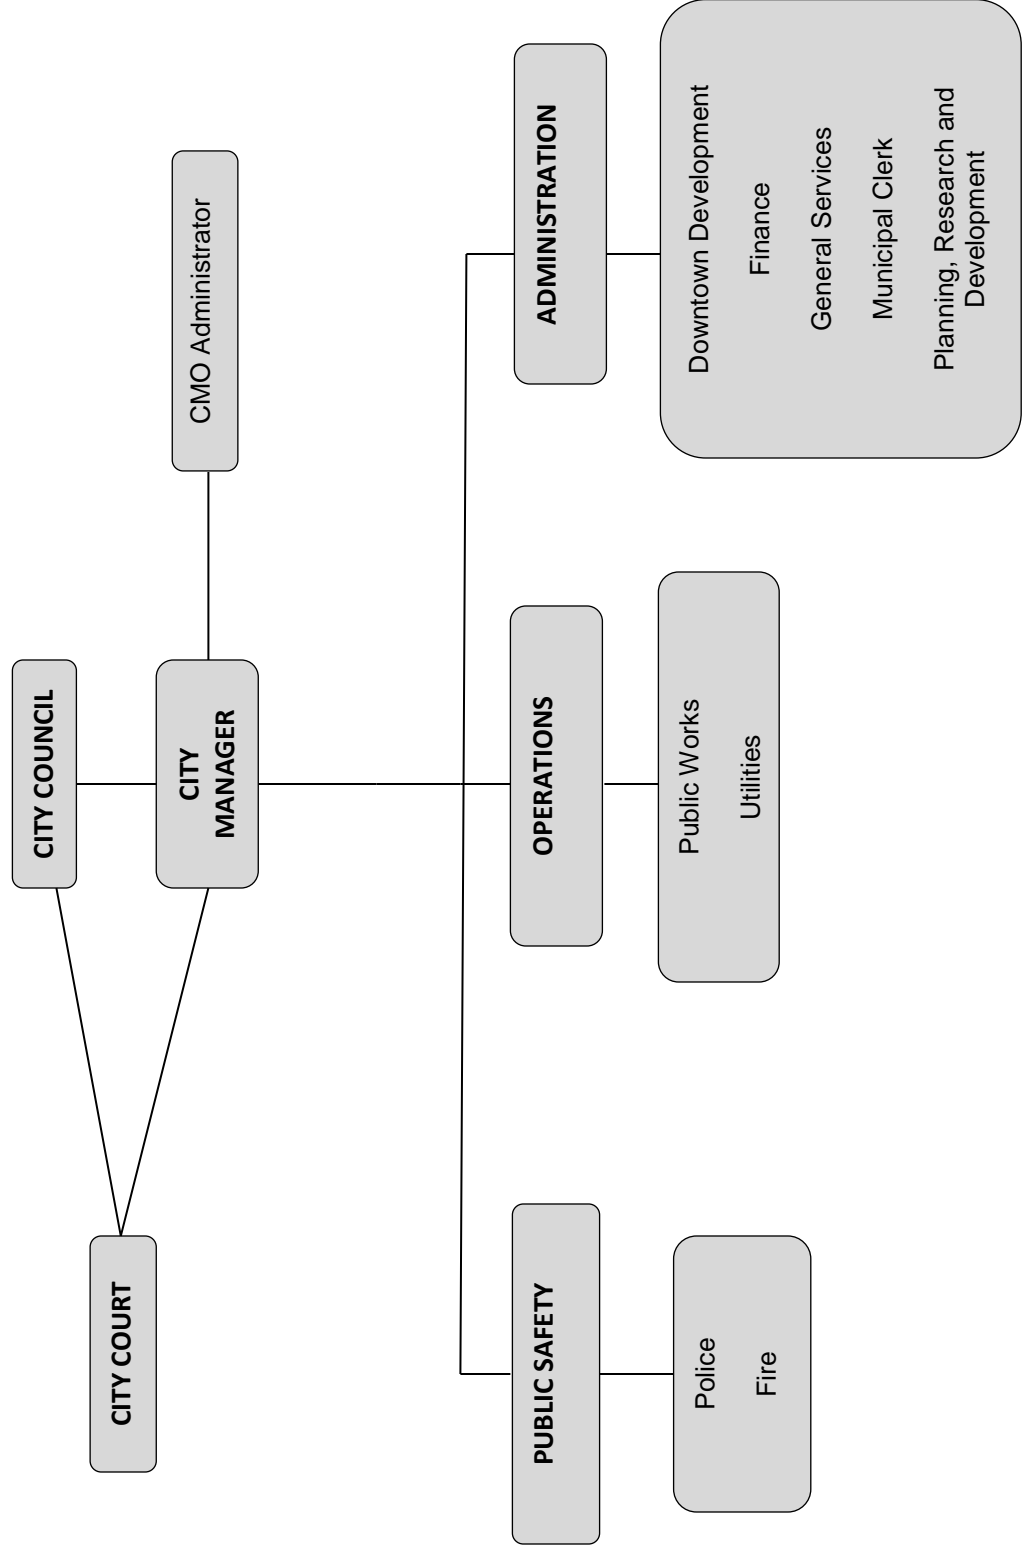 CITY COUNCIL
CITY COURT
CITY
MANAGER
CMO Administrator
PUBLIC SAFETY
OPERATIONS
ADMINISTRATION
Police
Fire
Public Works
Utilities
Downtown Development
Finance
General Services
Municipal Clerk
Planning, Research and
Development